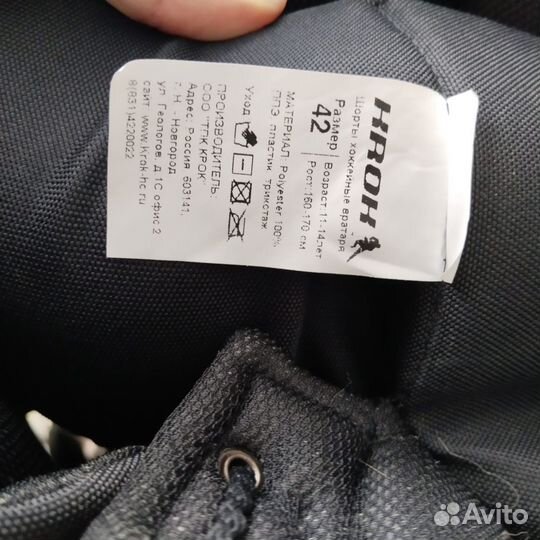 KROK
Шорты хоккейные вратаря
Размер
42
Возраст: 11-14лет
Рост:160-170 см
МАТЕРИАЛ: Polyester 100%,
ППЭ, пластик, трикотаж.
Уход
ПРОИЗВОДИТЕЛЬ:
ООО "ТПК КРОК"
Адрес: Россия 603141,
г. Н. - Новгород
ул. Геологов, д.1С офис 2
8(831)4220022
сайт www.Krok-hc.ru
Avito